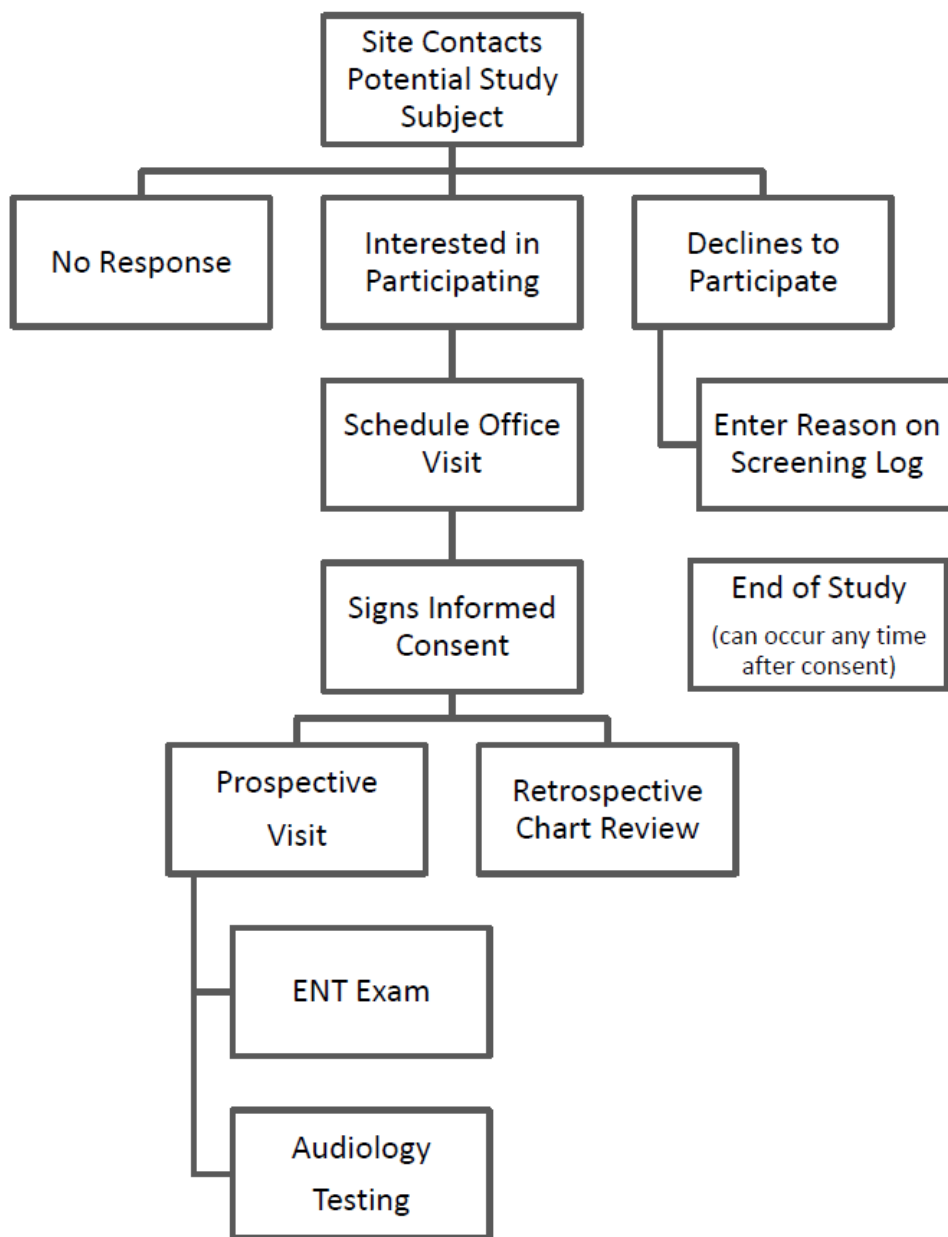 Site Contacts
Potential Study
Subject
No Response
Interested in
Participating
Declines to
Participate
Schedule Office
Visit
Enter Reason on
Screening Log
Signs Informed
Consent
End of Study
(can occur any time
after consent)
Prospective
Visit
Retrospective
Chart Review
ENT Exam
Audiology
Testing